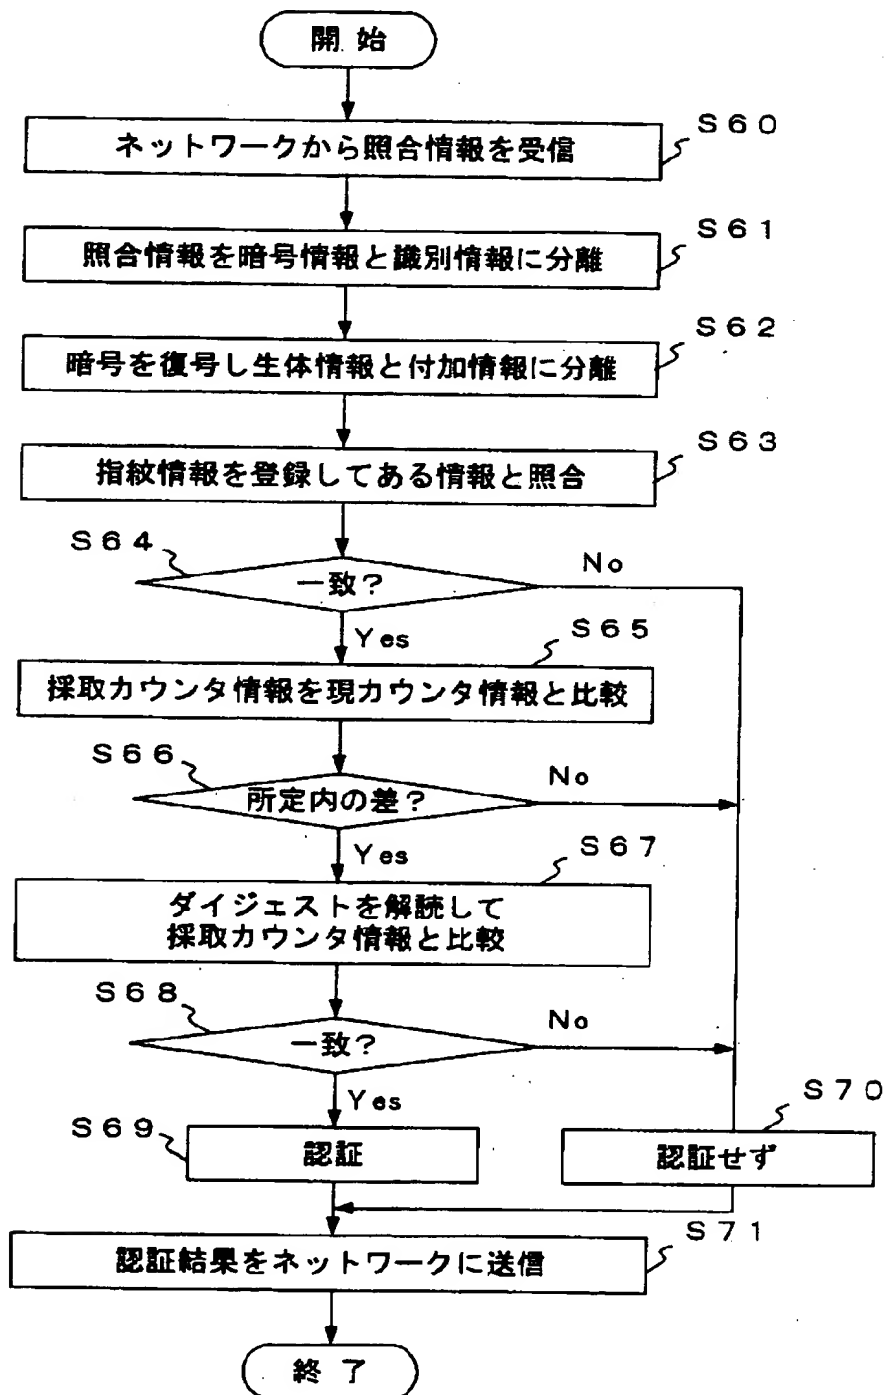 開始
S60
ネットワークから照合情報を受信
S61
照合情報を暗号情報と識別情報に分離
S62
暗号を復号し生体情報と付加情報に分離
S63
指紋情報を登録してある情報と照合
S64
一致?
No
Yes
S65
採取カウンタ情報を現カウンタ情報と比較
S66
所定内の差?
No
Yes
S67
ダイジェストを解読して
採取カウンタ情報と比較
S68
一致?
No
Yes
S69
認証
S70
認証せず
S71
認証結果をネットワークに送信
終了